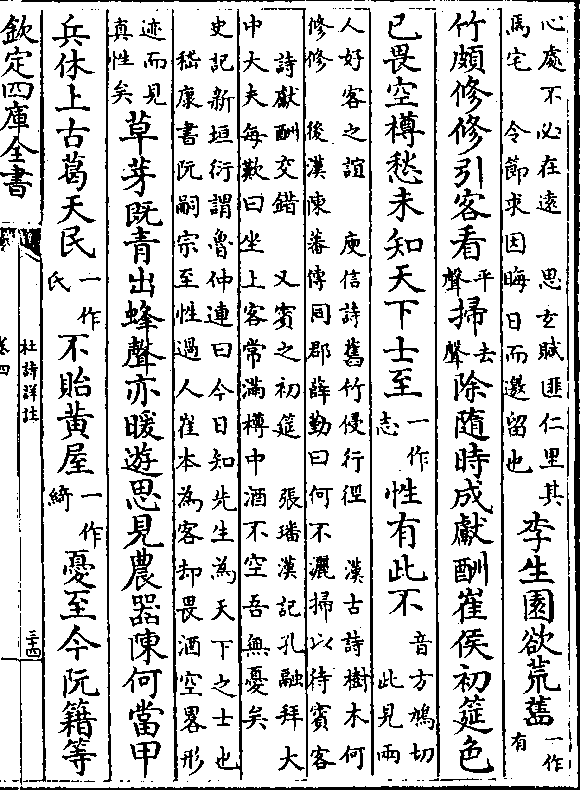 心處不必在逺　思玄賦匪仁里其
焉宅　令節求因晦日而邀留也
李生園欲荒舊一作有
竹頗修修引客看平聲掃去聲除隨時成獻酬崔侯初筵色
已畏空樽愁未知天下士至一作志性有此不音方鳩切　此見兩
人好客之誼　庾信詩舊竹侵行徑　漢古詩樹木何
修修　後漢陳蕃傳同郡薛勤曰何不灑掃以待賓客
詩獻酬交錯　又賓之初筵　張璠漢記孔融拜大
中大夫每歎曰坐上客常滿樽中酒不空吾無憂矣
史記新垣衍謂魯仲連曰今日知先生為天下之士也
嵇康書阮嗣宗至性過人崔本為客却畏酒空畧形
迹而見
真性矣
草芽既青出蜂聲亦暖遊思見農器陳何當甲
兵休上古葛天民一作氏不貽黄屋一作綺憂至今阮籍等
欽定四庫全書
杜詩詳註
卷四
三十四